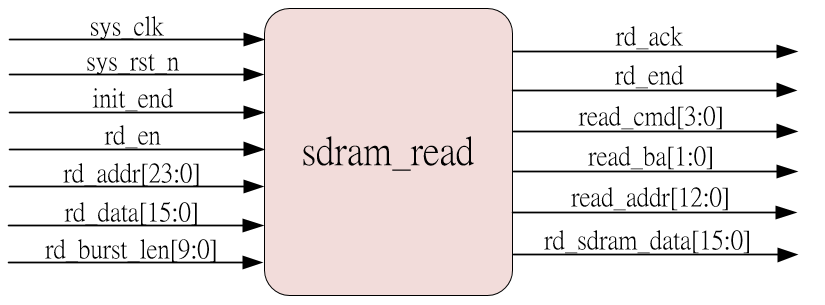 sys_clk
sys_rst_n
init_end
rd_en
rd_addr[23:0]
rd_data[15:0]
rd_burst_len[9:0]
sdram_read
rd_ack
rd_end
read_cmd[3:0]
read_ba[1:0]
read_addr[12:0]
rd_sdram_data[15:0]